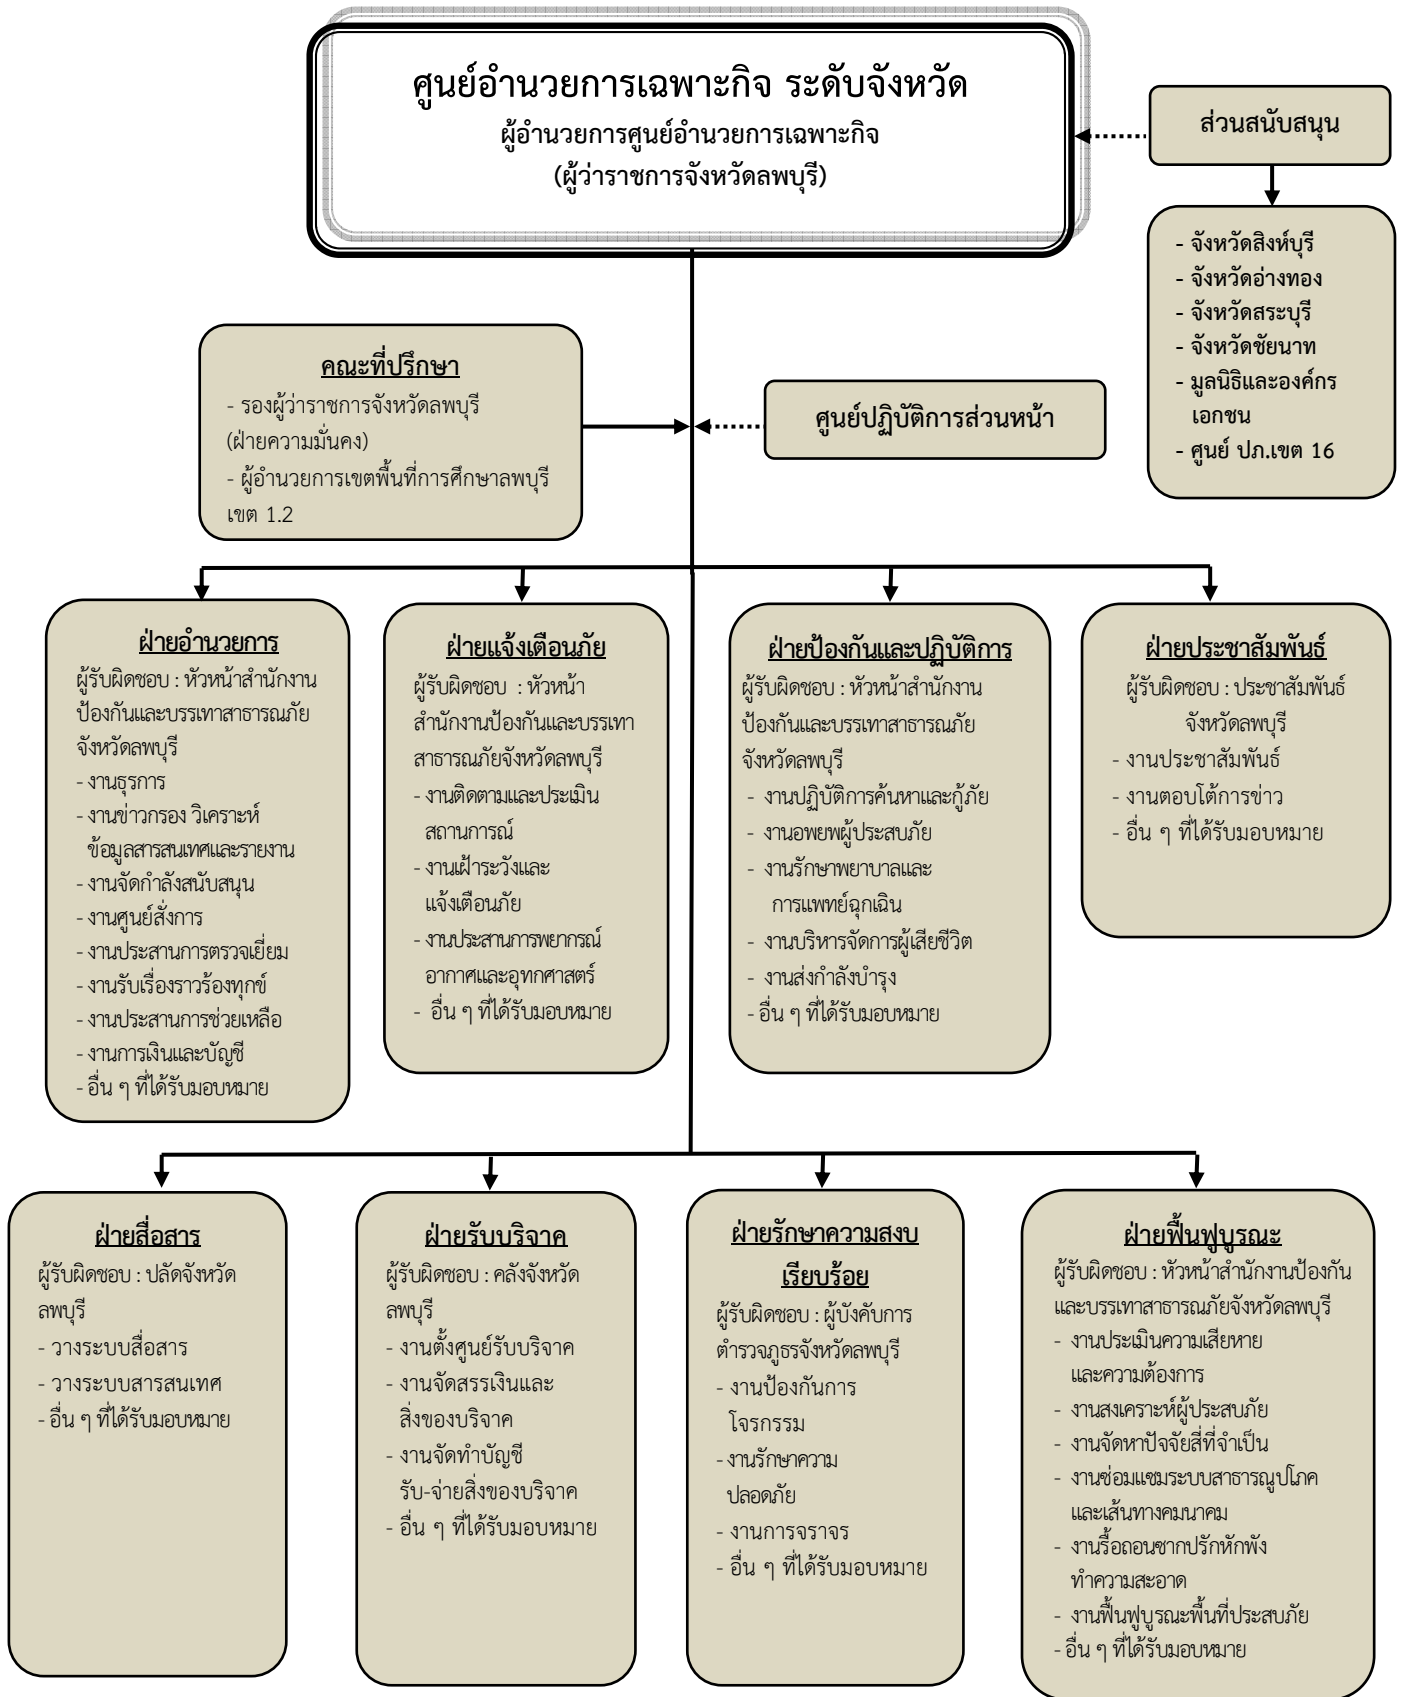 ศูนย์อำนวยการเฉพาะกิจ ระดับจังหวัด
ผู้อำนวยการศูนย์อำนวยการเฉพาะกิจ
(ผู้ว่าราชการจังหวัดลพบุรี)
ส่วนสนับสนุน
- จังหวัดสิงห์บุรี
- จังหวัดอ่างทอง
- จังหวัดสระบุรี
- จังหวัดชัยนาท
- มูลนิธิและองค์กร
เอกชน
- ศูนย์ ปภ.เขต 16
คณะที่ปรึกษา
- รองผู้ว่าราชการจังหวัดลพบุรี
(ฝ่ายความมั่นคง)
- ผู้อำนวยการเขตพื้นที่การศึกษาลพบุรี
เขต 1.2
ศูนย์ปฏิบัติการส่วนหน้า
ฝ่ายอำนวยการ
ผู้รับผิดชอบ : หัวหน้าสำนักงาน
ป้องกันและบรรเทาสาธารณภัย
จังหวัดลพบุรี
- งานธุรการ
- งานข่าวกรอง วิเคราะห์
ข้อมูลสารสนเทศและรายงาน
- งานจัดกำลังสนับสนุน
- งานศูนย์สั่งการ
- งานประสานการตรวจเยี่ยม
- งานรับเรื่องราวร้องทุกข์
- งานประสานการช่วยเหลือ
- งานการเงินและบัญชี
- อื่น ๆ ที่ได้รับมอบหมาย
ฝ่ายแจ้งเตือนภัย
ผู้รับผิดชอบ : หัวหน้า
สำนักงานป้องกันและบรรเทา
สาธารณภัยจังหวัดลพบุรี
- งานติดตามและประเมิน
สถานการณ์
- งานเฝ้าระวังและ
แจ้งเตือนภัย
- งานประสานการพยากรณ์
อากาศและอุทกศาสตร์
- อื่น ๆ ที่ได้รับมอบหมาย
ฝ่ายป้องกันและปฏิบัติการ
ผู้รับผิดชอบ : หัวหน้าสำนักงาน
ป้องกันและบรรเทาสาธารณภัย
จังหวัดลพบุรี
- งานปฏิบัติการค้นหาและกู้ภัย
- งานอพยพผู้ประสบภัย
- งานรักษาพยาบาลและ
การแพทย์ฉุกเฉิน
- งานบริหารจัดการผู้เสียชีวิต
- งานส่งกำลังบำรุง
- อื่น ๆ ที่ได้รับมอบหมาย
ฝ่ายประชาสัมพันธ์
ผู้รับผิดชอบ : ประชาสัมพันธ์
จังหวัดลพบุรี
- งานประชาสัมพันธ์
- งานตอบโต้การข่าว
- อื่น ๆ ที่ได้รับมอบหมาย
ฝ่ายสื่อสาร
ผู้รับผิดชอบ : ปลัดจังหวัด
ลพบุรี
- วางระบบสื่อสาร
- วางระบบสารสนเทศ
- อื่น ๆ ที่ได้รับมอบหมาย
ฝ่ายรับบริจาค
ผู้รับผิดชอบ : คลังจังหวัด
ลพบุรี
- งานตั้งศูนย์รับบริจาค
- งานจัดสรรเงินและ
สิ่งของบริจาค
- งานจัดทำบัญชี
รับ-จ่ายสิ่งของบริจาค
- อื่น ๆ ที่ได้รับมอบหมาย
ฝ่ายรักษาความสงบ
เรียบร้อย
ผู้รับผิดชอบ : ผู้บังคับการ
ตำรวจภูธรจังหวัดลพบุรี
- งานป้องกันการ
โจรกรรม
- งานรักษาความ
ปลอดภัย
- งานการจราจร
- อื่น ๆ ที่ได้รับมอบหมาย
ฝ่ายฟื้นฟูบูรณะ
ผู้รับผิดชอบ : หัวหน้าสำนักงานป้องกัน
และบรรเทาสาธารณภัยจังหวัดลพบุรี
- งานประเมินความเสียหาย
และความต้องการ
- งานสงเคราะห์ผู้ประสบภัย
- งานจัดหาปัจจัยสี่ที่จำเป็น
- งานซ่อมแซมระบบสาธารณูปโภค
และเส้นทางคมนาคม
- งานรื้อถอนซากปรักหักพัง
ทำความสะอาด
- งานฟื้นฟูบูรณะพื้นที่ประสบภัย
- อื่น ๆ ที่ได้รับมอบหมาย